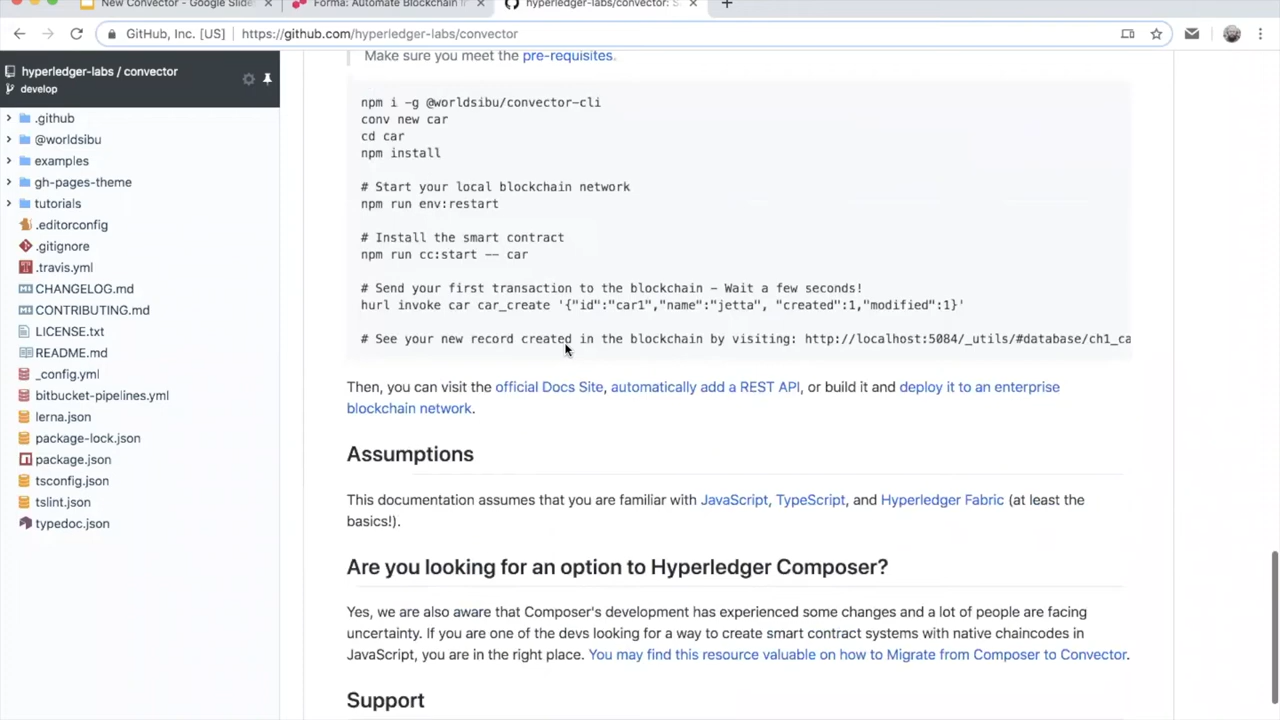 New Convector - Google Slide
Forma: Automate Blockchain I
hyperledger-labs/convector: S
GitHub, Inc. [US]
https://github.com/hyperledger-labs/convector
hyperledger-labs / convector
develop
.github
@worldsibu
examples
gh-pages-theme
tutorials
.editorconfig
.gitignore
.travis.yml
CHANGELOG.md
CONTRIBUTING.md
LICENSE.txt
README.md
_config.yml
bitbucket-pipelines.yml
lerna.json
package-lock.json
package.json
tsconfig.json
tslint.json
typedoc.json
Make sure you meet the pre-requisites.
npm i -g @worldsibu/convector-cli
conv new car
cd car
npm install
# Start your local blockchain network
npm run env:restart
# Install the smart contract
npm run cc:start -- car
# Send your first transaction to the blockchain - Wait a few seconds!
hurl invoke car car_create '{"id":"car1","name":"jetta", "created":1,"modified":1}'
# See your new record created in the blockchain by visiting: http://localhost:5084/_utils/#database/ch1_ca
Then, you can visit the official Docs Site, automatically add a REST API, or build it and deploy it to an enterprise
blockchain network.
Assumptions
This documentation assumes that you are familiar with JavaScript, TypeScript, and Hyperledger Fabric (at least the
basics!).
Are you looking for an option to Hyperledger Composer?
Yes, we are also aware that Composer's development has experienced some changes and a lot of people are facing
uncertainty. If you are one of the devs looking for a way to create smart contract systems with native chaincodes in
JavaScript, you are in the right place. You may find this resource valuable on how to Migrate from Composer to Convector.
Support